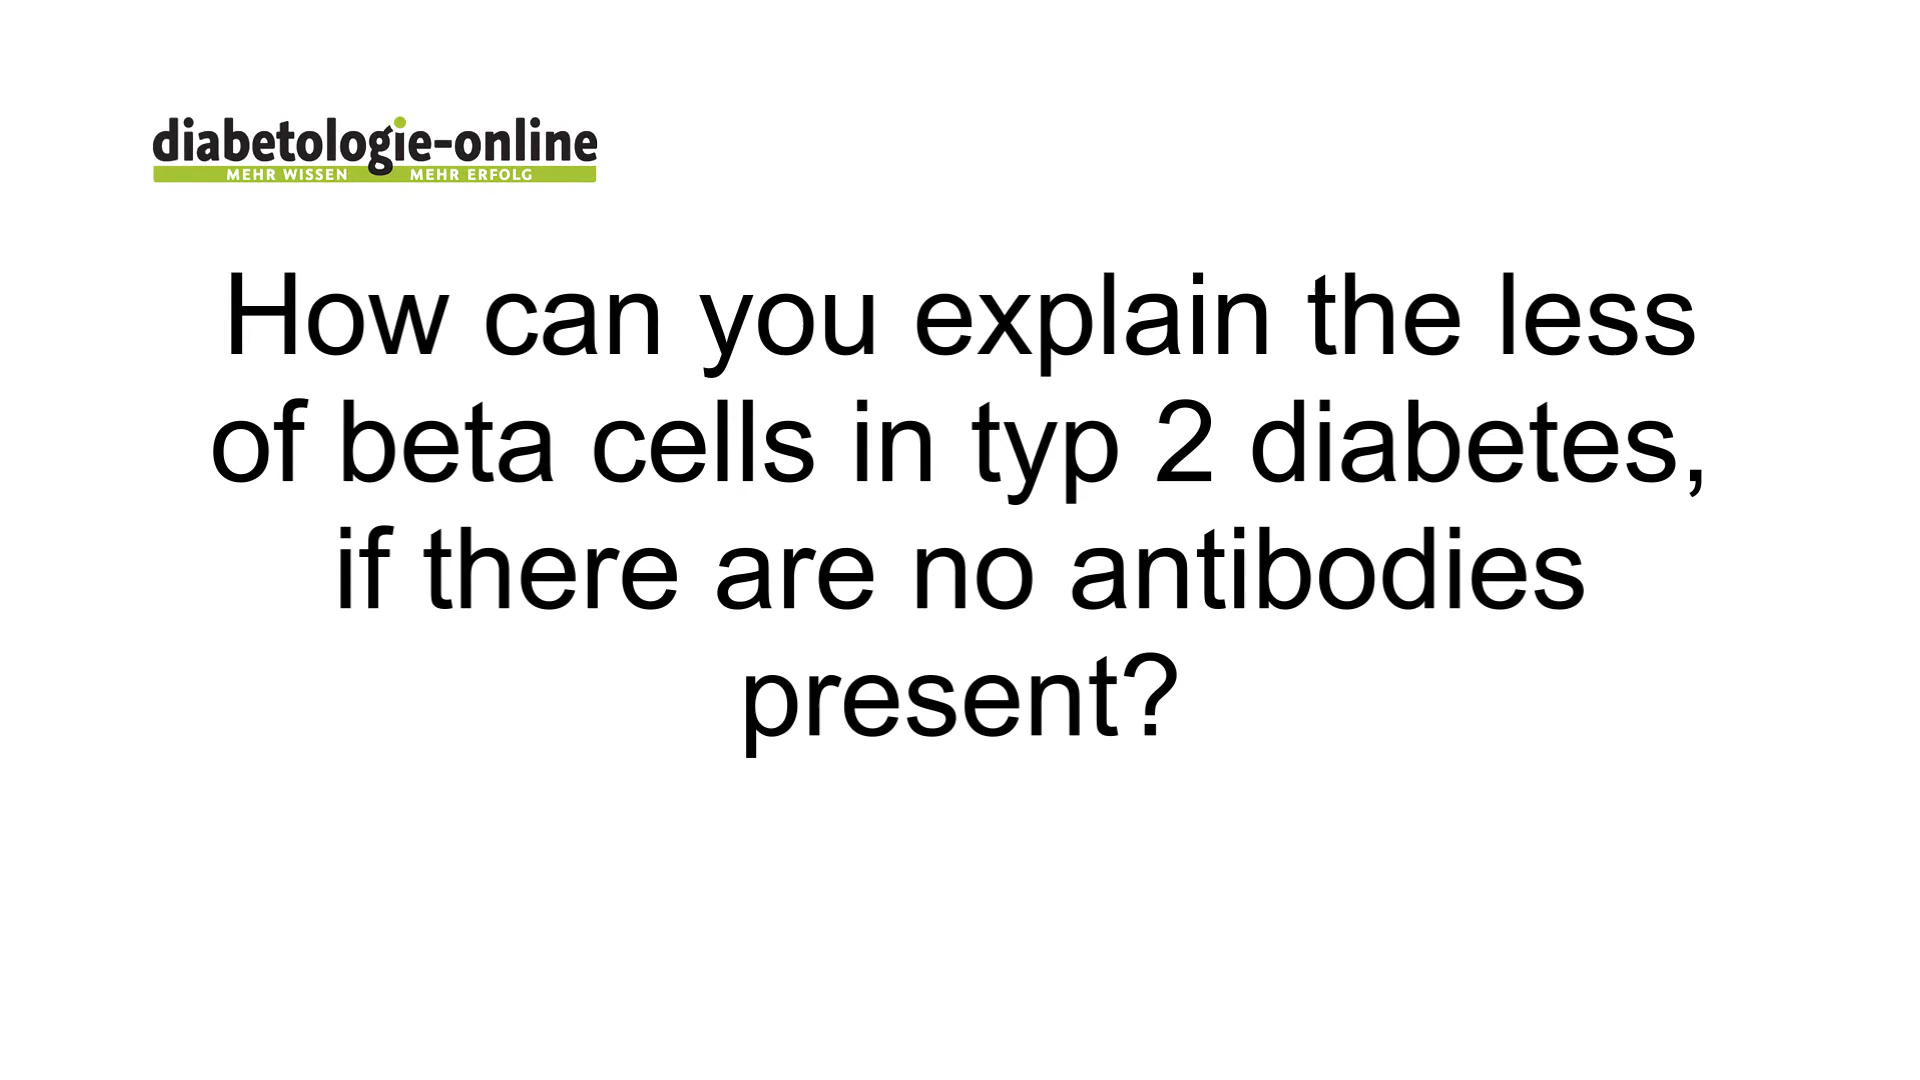 diabetologie-online
MEHR WISSEN MEHR ERFOLG
How can you explain the less
of beta cells in typ 2 diabetes,
if there are no antibodies
present?